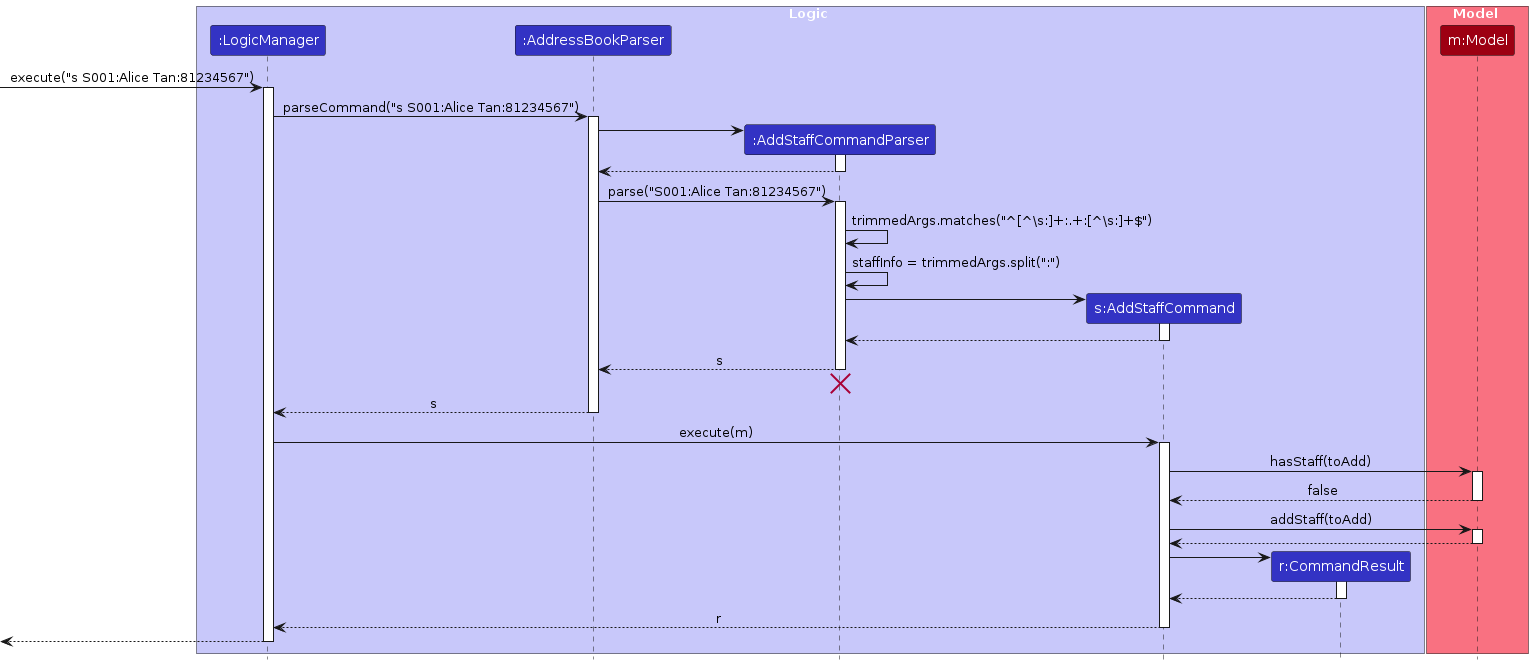 Logic
Model
:LogicManager
:AddressBookParser
m:Model
execute("s S001:Alice Tan:81234567")
parseCommand("s S001:Alice Tan:81234567")
:AddStaffCommandParser
parse("S001:Alice Tan:81234567")
trimmedArgs.matches("^[^\s:]+:.+:[^\s:]+$")
staffInfo = trimmedArgs.split(":")
s:AddStaffCommand
s
s
execute(m)
hasStaff(toAdd)
false
addStaff(toAdd)
r:CommandResult
r